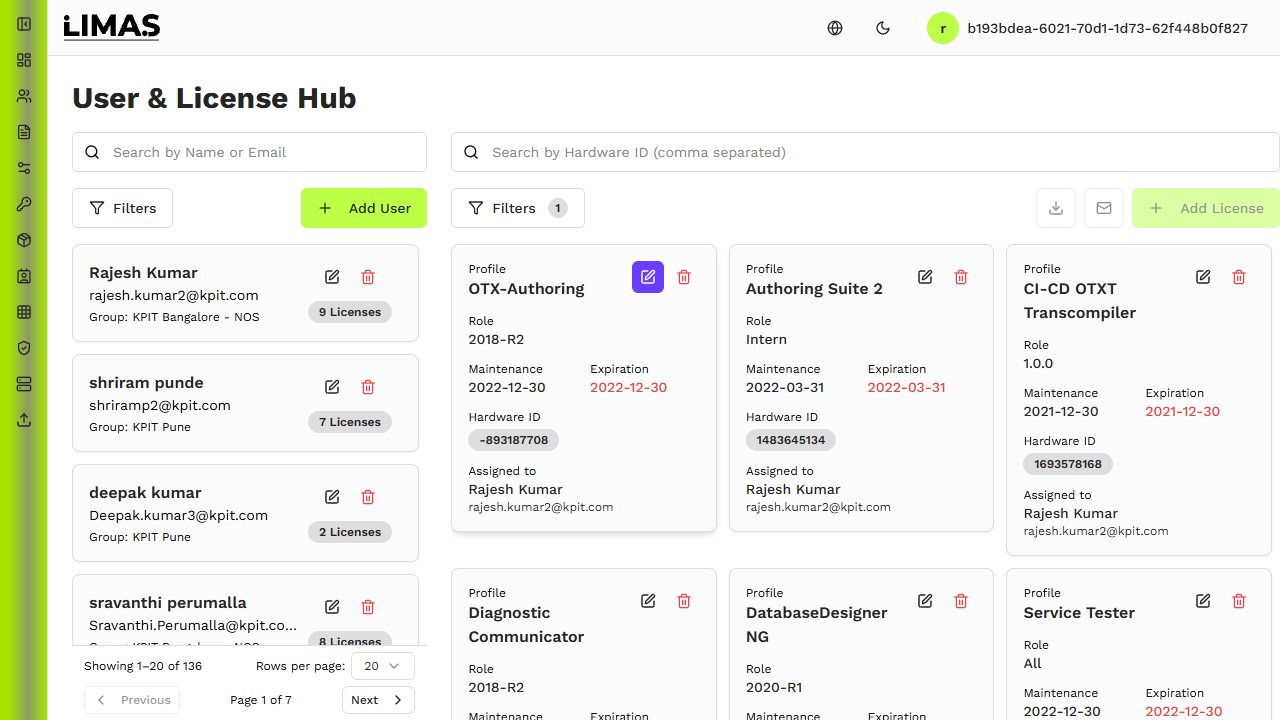 LIMAS
r
b193bdea-6021-70d1-1d73-62f448b0f827
User & License Hub
Search by Name or Email
Search by Hardware ID (comma separated)
Filters
Add User
Filters 1
Add License
Rajesh Kumar
rajesh.kumar2@kpit.com
Group: KPIT Bangalore - NOS
9 Licenses
shriram punde
shriramp2@kpit.com
Group: KPIT Pune
7 Licenses
deepak kumar
Deepak.kumar3@kpit.com
Group: KPIT Pune
2 Licenses
sravanthi perumalla
Sravanthi.Perumalla@kpit.co...
Group: KPIT Bangalore - NOS
8 Licenses
Showing 1–20 of 136
Rows per page: 20
Previous
Page 1 of 7
Next
Profile
OTX-Authoring
Role
2018-R2
Maintenance Expiration
2022-12-30 2022-12-30
Hardware ID
-893187708
Assigned to
Rajesh Kumar
rajesh.kumar2@kpit.com
Profile
Authoring Suite 2
Role
Intern
Maintenance Expiration
2022-03-31 2022-03-31
Hardware ID
1483645134
Assigned to
Rajesh Kumar
rajesh.kumar2@kpit.com
Profile
CI-CD OTXT
Transcompiler
Role
1.0.0
Maintenance Expiration
2021-12-30 2021-12-30
Hardware ID
1693578168
Assigned to
Rajesh Kumar
rajesh.kumar2@kpit.com
Profile
Diagnostic
Communicator
Role
2018-R2
Maintenance Expiration
Profile
DatabaseDesigner
NG
Role
2020-R1
Maintenance Expiration
Profile
Service Tester
Role
All
Maintenance Expiration
2022-12-30 2022-12-30